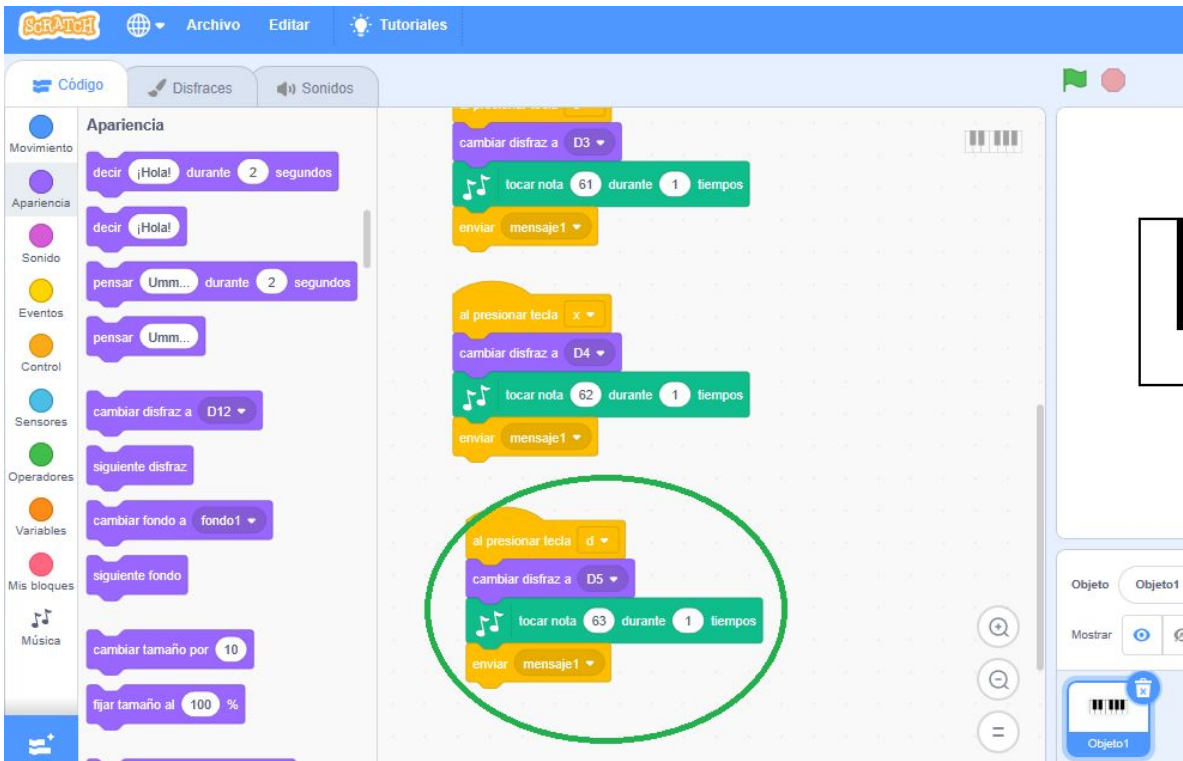 SCRATCH Archivo Editar Tutoriales
Código Disfraces Sonidos
Movimiento
Apariencia
Sonido
Eventos
Control
Sensores
Operadores
Variables
Mis bloques
Música
Apariencia
decir ¡Hola! durante 2 segundos
decir ¡Hola!
pensar Umm... durante 2 segundos
pensar Umm...
cambiar disfraz a D12
siguiente disfraz
cambiar fondo a fondo1
siguiente fondo
cambiar tamaño por 10
fijar tamaño al 100 %
cambiar disfraz a D3
tocar nota 61 durante 1 tiempos
enviar mensaje1
al presionar tecla x
cambiar disfraz a D4
tocar nota 62 durante 1 tiempos
enviar mensaje1
al presionar tecla d
cambiar disfraz a D5
tocar nota 63 durante 1 tiempos
enviar mensaje1
Objeto Objeto1
Mostrar
Objeto1